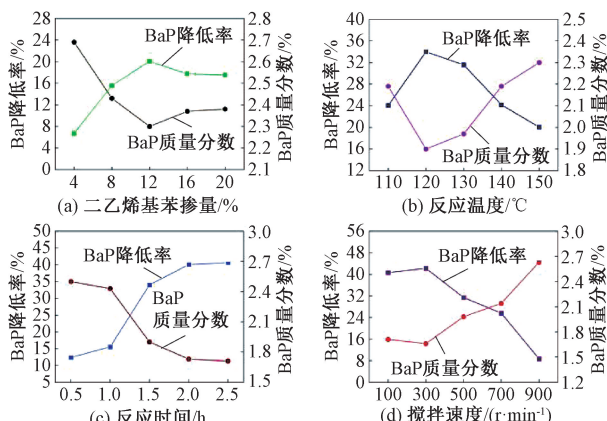 BaP降低率/%
28
24
20
16
12
8
4
0
BaP降低率
BaP质量分数
2.8
2.7
2.6
2.5
2.4
2.3
2.2
2.1
BaP质量分数/%
4 8 12 16 20
(a) 二乙烯基苯掺量/%
BaP降低率/%
40
36
32
28
24
20
16
12
BaP降低率
BaP质量分数
2.5
2.4
2.3
2.2
2.1
2.0
1.9
1.8
BaP质量分数/%
110 120 130 140 150
(b) 反应温度/℃
BaP降低率/%
50
45
40
35
30
25
20
15
10
5
BaP降低率
BaP
质量分数
3.0
2.7
2.4
2.1
1.8
1.5
BaP质量分数/%
0.5 1.0 1.5 2.0 2.5
(c) 反应时间/h
BaP降低率/%
56
48
40
32
24
16
8
0
BaP降低率
BaP质量分数
3.0
2.7
2.4
2.1
1.8
1.5
1.2
BaP质量分数/%
100 300 500 700 900
(d) 搅拌速度/(r·min⁻¹)